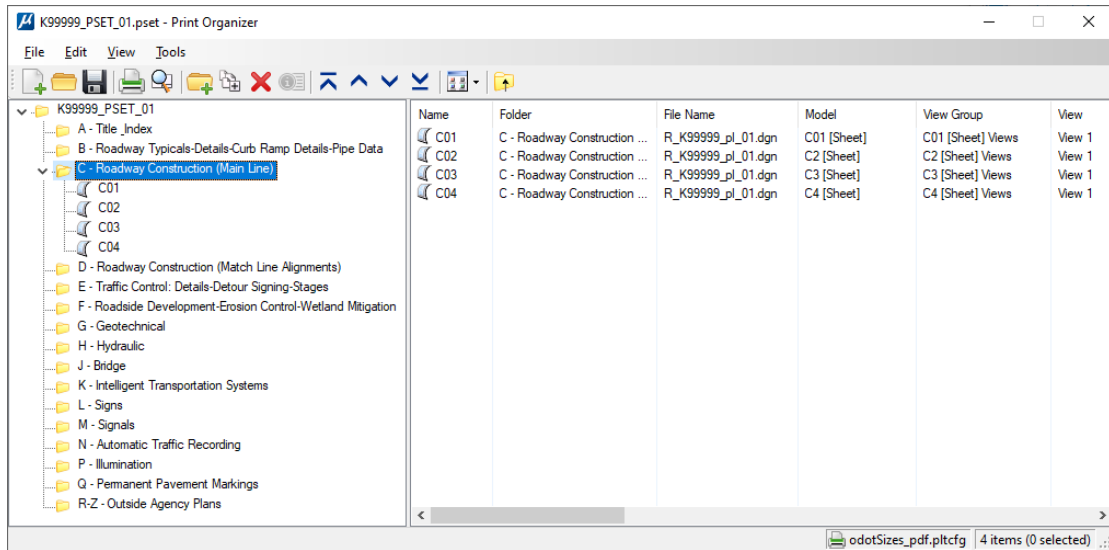 K99999_PSET_01.pset - Print Organizer
File Edit View Tools
K99999_PSET_01
A - Title _Index
B - Roadway Typicals-Details-Curb Ramp Details-Pipe Data
C - Roadway Construction (Main Line)
C01
C02
C03
C04
D - Roadway Construction (Match Line Alignments)
E - Traffic Control: Details-Detour Signing-Stages
F - Roadside Development-Erosion Control-Wetland Mitigation
G - Geotechnical
H - Hydraulic
J - Bridge
K - Intelligent Transportation Systems
L - Signs
M - Signals
N - Automatic Traffic Recording
P - Illumination
Q - Permanent Pavement Markings
R-Z - Outside Agency Plans
Name Folder File Name Model View Group View
C01 C - Roadway Construction ... R_K99999_pl_01.dgn C01 [Sheet] C01 [Sheet] Views View 1
C02 C - Roadway Construction ... R_K99999_pl_01.dgn C2 [Sheet] C2 [Sheet] Views View 1
C03 C - Roadway Construction ... R_K99999_pl_01.dgn C3 [Sheet] C3 [Sheet] Views View 1
C04 C - Roadway Construction ... R_K99999_pl_01.dgn C4 [Sheet] C4 [Sheet] Views View 1
odotSizes_pdf.pltcfg 4 items (0 selected)